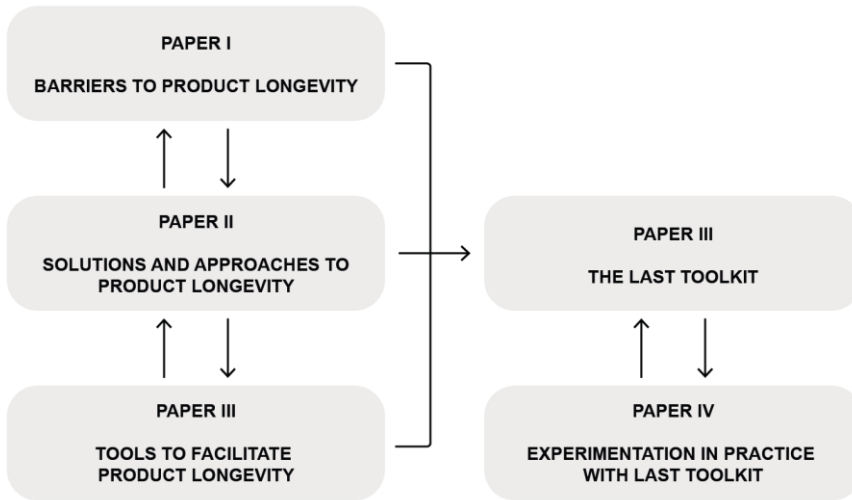 PAPER I
BARRIERS TO PRODUCT LONGEVITY
PAPER II
SOLUTIONS AND APPROACHES TO
PRODUCT LONGEVITY
PAPER III
TOOLS TO FACILITATE
PRODUCT LONGEVITY
PAPER III
THE LAST TOOLKIT
PAPER IV
EXPERIMENTATION IN PRACTICE
WITH LAST TOOLKIT